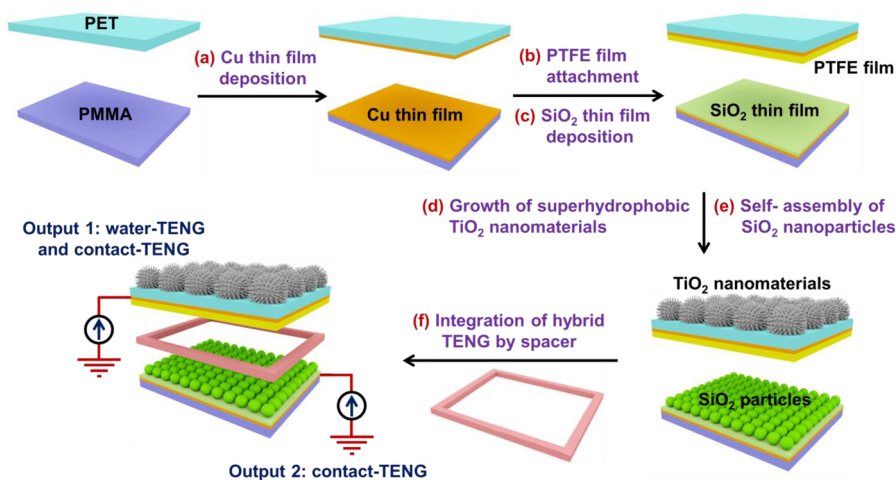 PET
(a) Cu thin film
deposition
PMMA
Cu thin film
(b) PTFE film
attachment
(c) SiO₂ thin film
deposition
PTFE film
SiO₂ thin film
(d) Growth of superhydrophobic
TiO₂ nanomaterials
(e) Self- assembly of
SiO₂ nanoparticles
Output 1: water-TENG
and contact-TENG
TiO₂ nanomaterials
(f) Integration of hybrid
TENG by spacer
SiO₂ particles
Output 2: contact-TENG